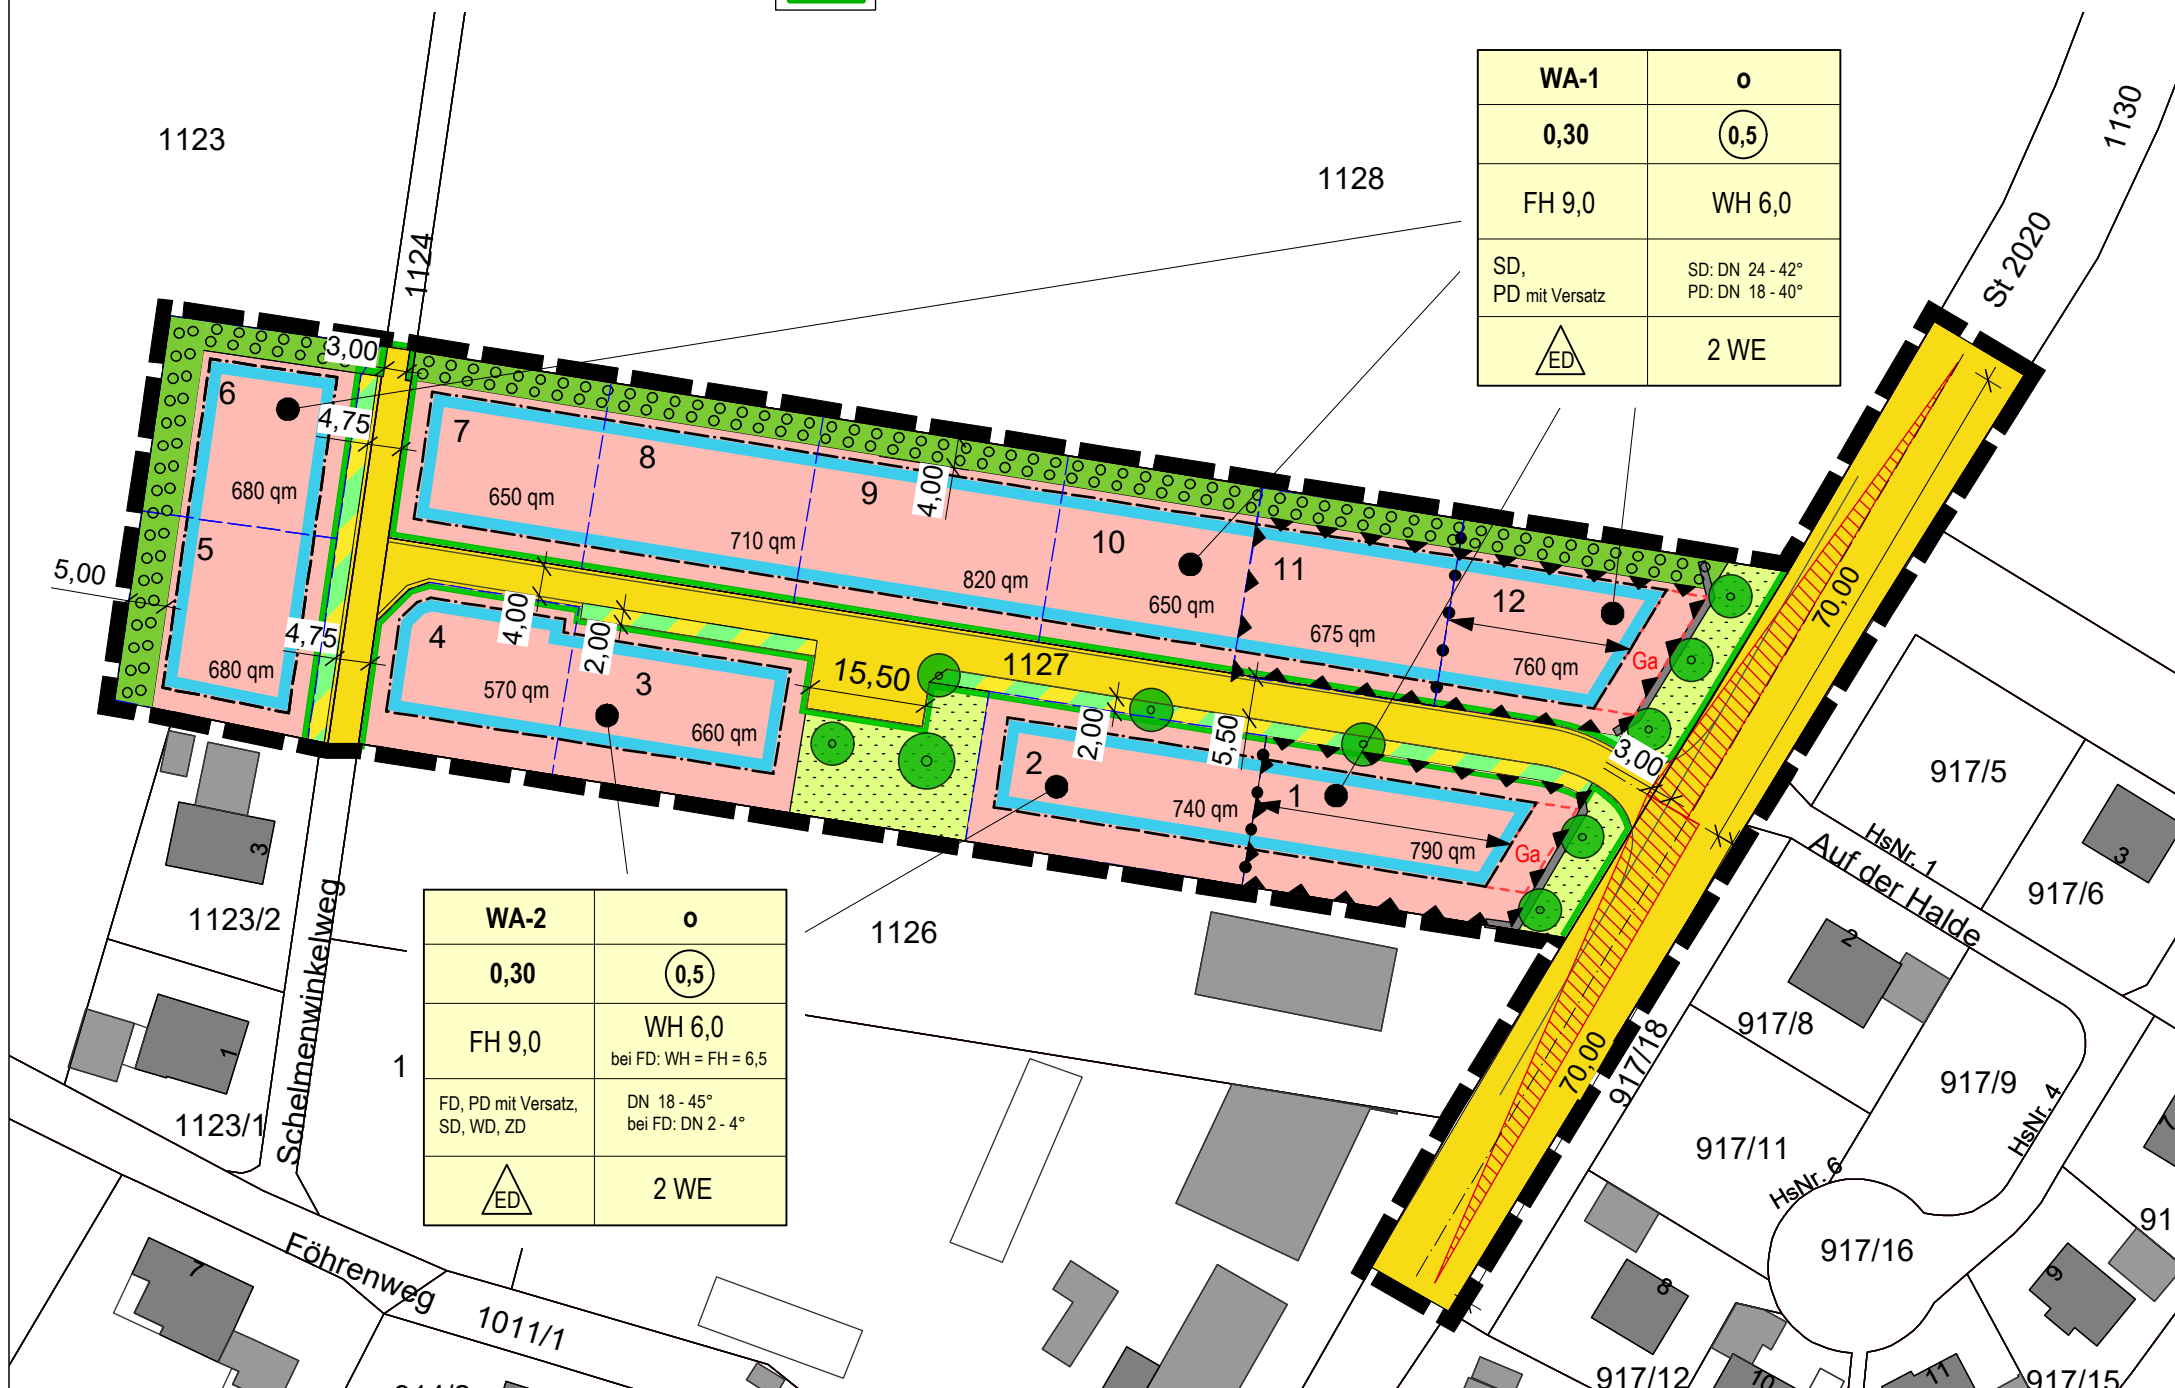 WA-1 o
0,30 0,5
FH 9,0 WH 6,0
SD,
PD mit Versatz
SD: DN 24 - 42°
PD: DN 18 - 40°
ED 2 WE
1123
1128
1130
1124
St 2020
3,00
6
4,75
7
8
9
4,00
680 qm
650 qm
710 qm
10
11
5
820 qm
650 qm
12
5,00
675 qm
760 qm
Ga
70,00
4
4,00
2,00
4,75
680 qm
570 qm
3
660 qm
15,50
1127
2,00
5,50
3,00
2
740 qm
1
790 qm
Ga
917/5
HsNr. 1
3
Auf der Halde
917/6
2
3
1123/2
Schelmenwinkelweg
WA-2 o
0,30 0,5
FH 9,0 WH 6,0
bei FD: WH = FH = 6,5
FD, PD mit Versatz,
SD, WD, ZD
DN 18 - 45°
bei FD: DN 2 - 4°
ED 2 WE
1126
1
1
1123/1
70,00
917/18
917/8
917/9
HsNr. 4
917/11
HsNr. 6
7
917/16
91
Föhrenweg
7
1011/1
8
9
917/12
10
11
917/15